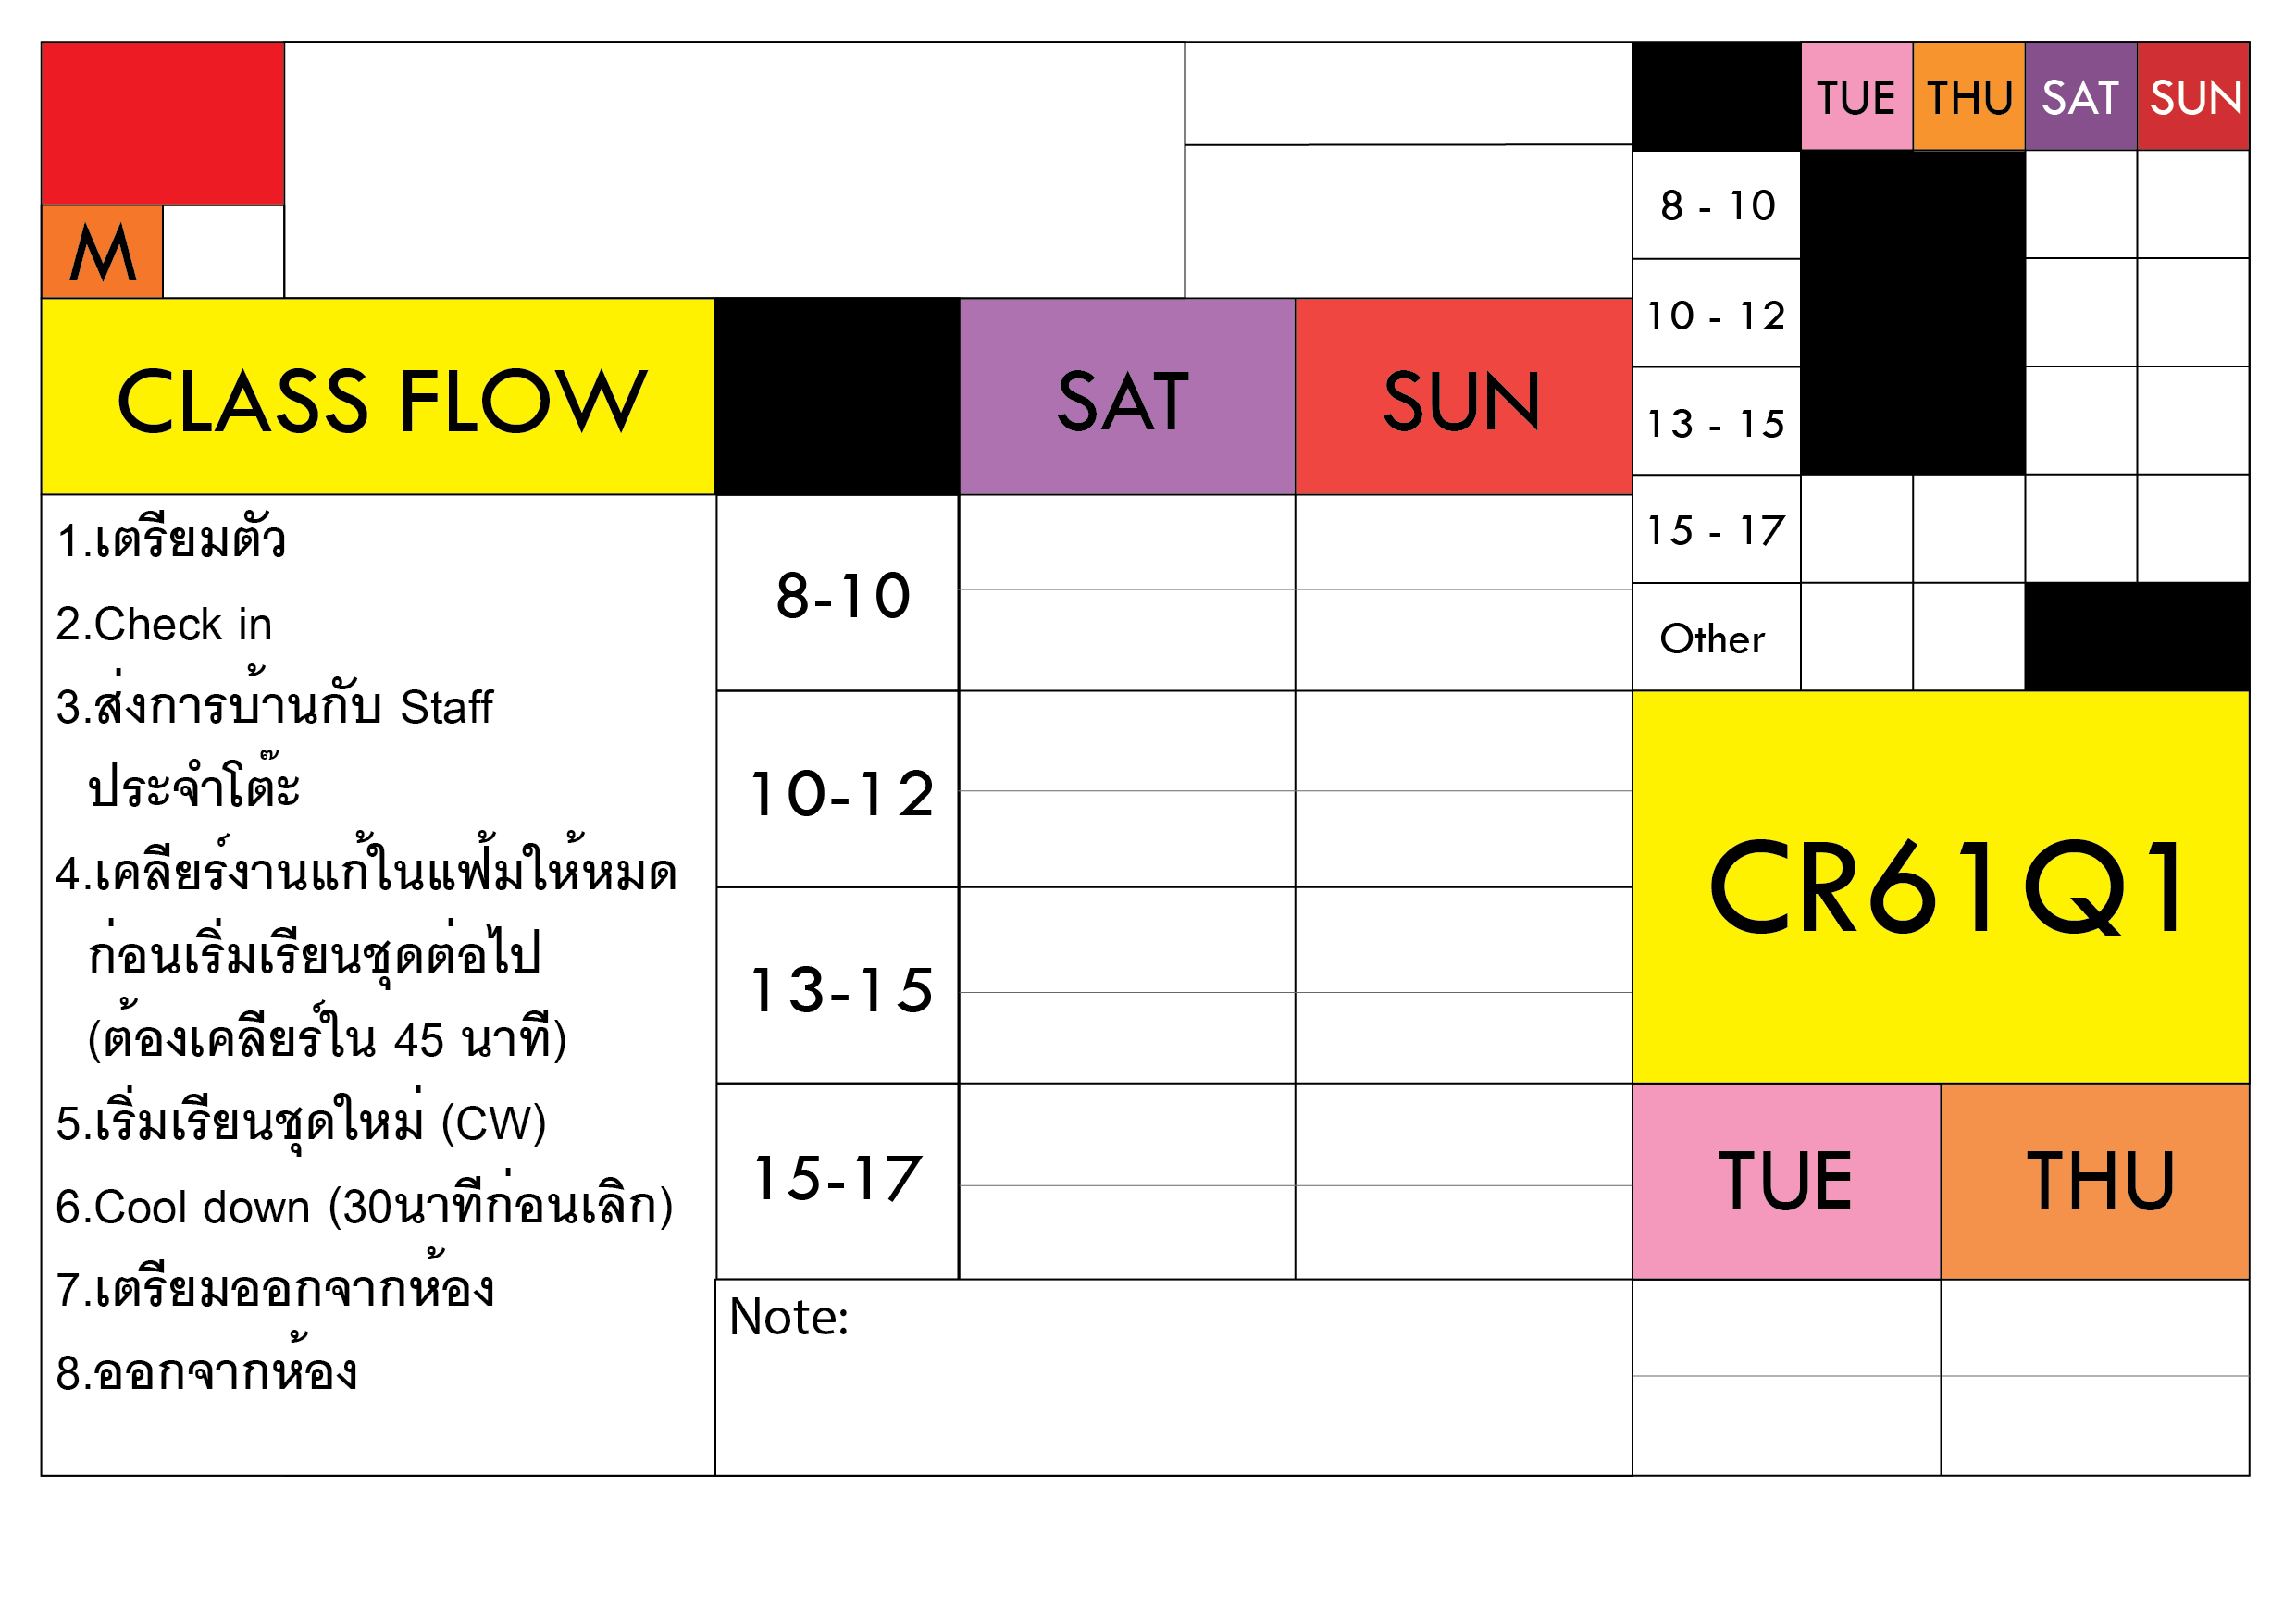 TUE THU SAT SUN
8 - 10
M
10 - 12
CLASS FLOW SAT SUN
13 - 15
15 - 17
Other
1.เตรียมตัว
2.Check in
3.ส่งการบ้านกับ Staff
ประจำโต๊ะ
4.เคลียร์งานแก้ในแฟ้มให้หมด
ก่อนเริ่มเรียนชุดต่อไป
(ต้องเคลียร์ใน 45 นาที)
5.เริ่มเรียนชุดใหม่ (CW)
6.Cool down (30นาทีก่อนเลิก)
7.เตรียมออกจากห้อง
8.ออกจากห้อง
8-10
10-12
13-15
15-17
Note:
CR61Q1
TUE THU